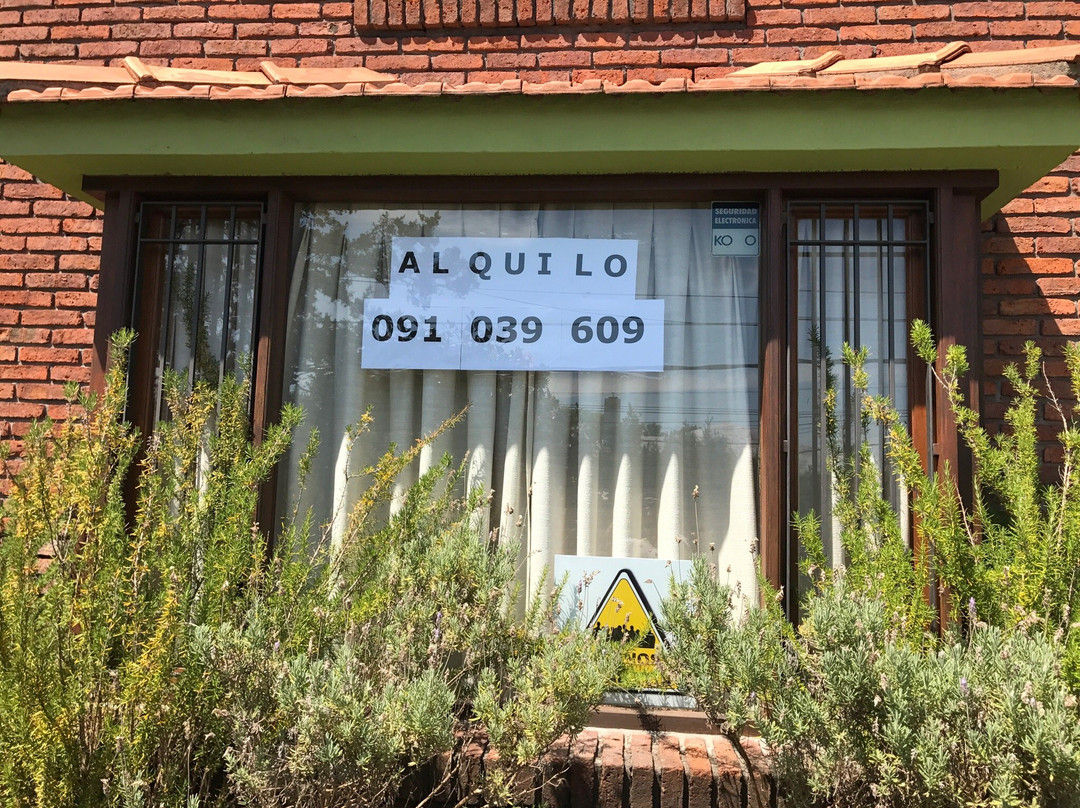 SEGURIDAD
ELECTRONICA
ALQUILO
091 039 609